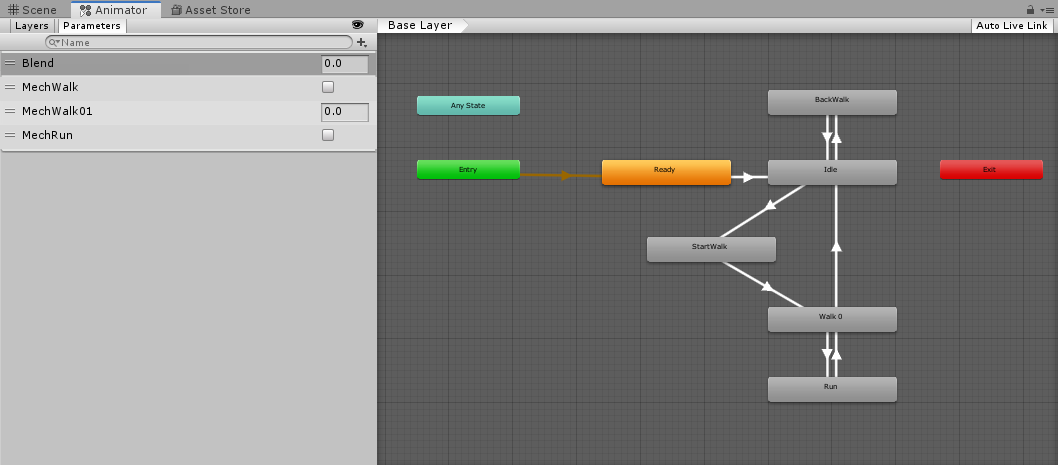 Scene Animator Asset Store
Layers Parameters Base Layer Auto Live Link
Name
Blend 0.0
MechWalk
MechWalk01 0.0
MechRun
Any State
BackWalk
Entry
Ready
Idle
Exit
StartWalk
Walk 0
Run